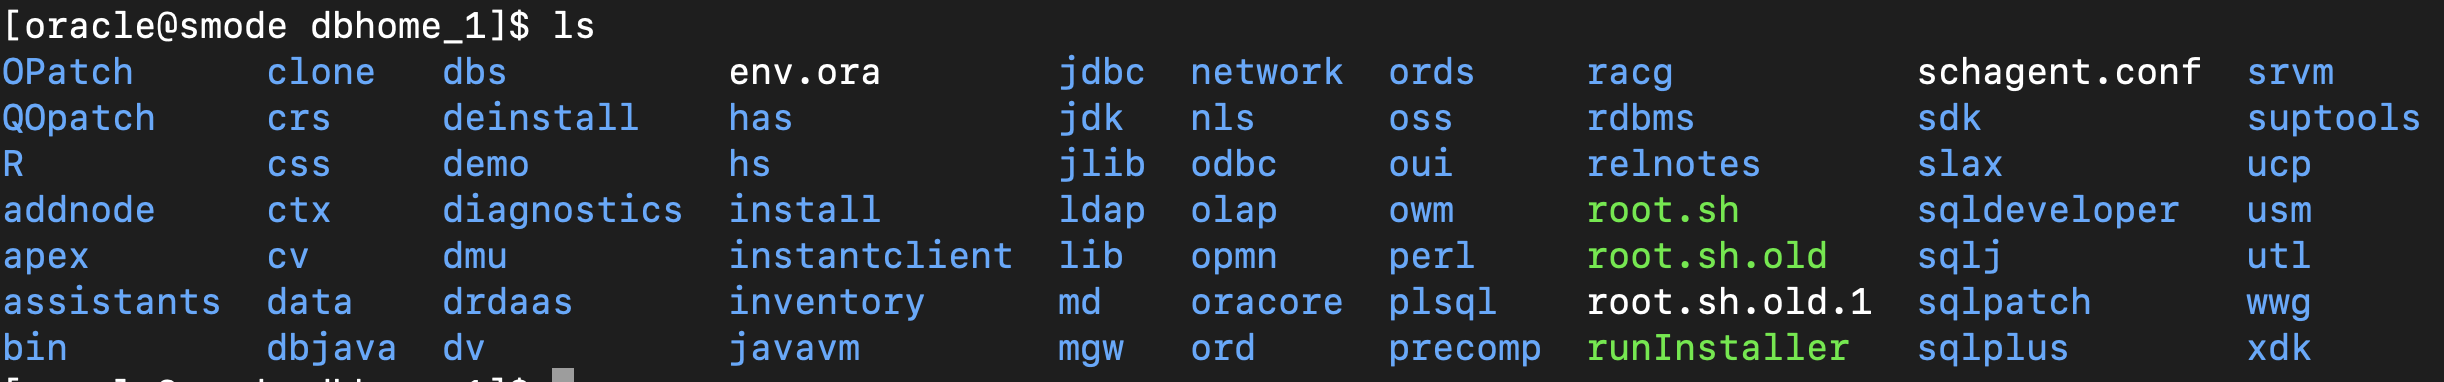 [oracle@smode dbhome_1]$ ls
OPatch clone dbs env.ora jdbc network ords racg schagent.conf srvm
QOpatch crs deinstall has jdk nls oss rdbms sdk suptools
R css demo hs jlib odbc oui relnotes slax ucp
addnode ctx diagnostics install ldap olap owm root.sh sqldeveloper usm
apex cv dmu instantclient lib opmn perl root.sh.old sqlj utl
assistants data drdaas inventory md oracore plsql root.sh.old.1 sqlpatch wwg
bin dbjava dv javavm mgw ord precomp runInstaller sqlplus xdk
[oracle@smode dbhome_1]$